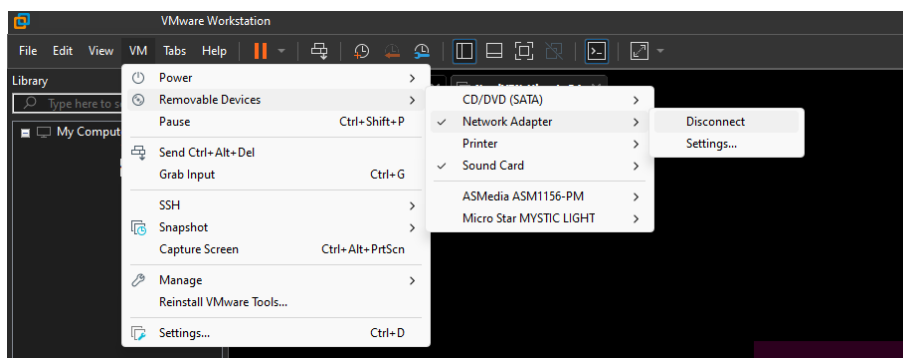 VMware Workstation
File Edit View VM Tabs Help
Library
Type here to s
My Comput
Power
Removable Devices
Pause Ctrl+Shift+P
Send Ctrl+Alt+Del
Grab Input Ctrl+G
SSH
Snapshot
Capture Screen Ctrl+Alt+PrtScn
Manage
Reinstall VMware Tools...
Settings... Ctrl+D
CD/DVD (SATA)
Network Adapter
Printer
Sound Card
ASMedia ASM1156-PM
Micro Star MYSTIC LIGHT
Disconnect
Settings...